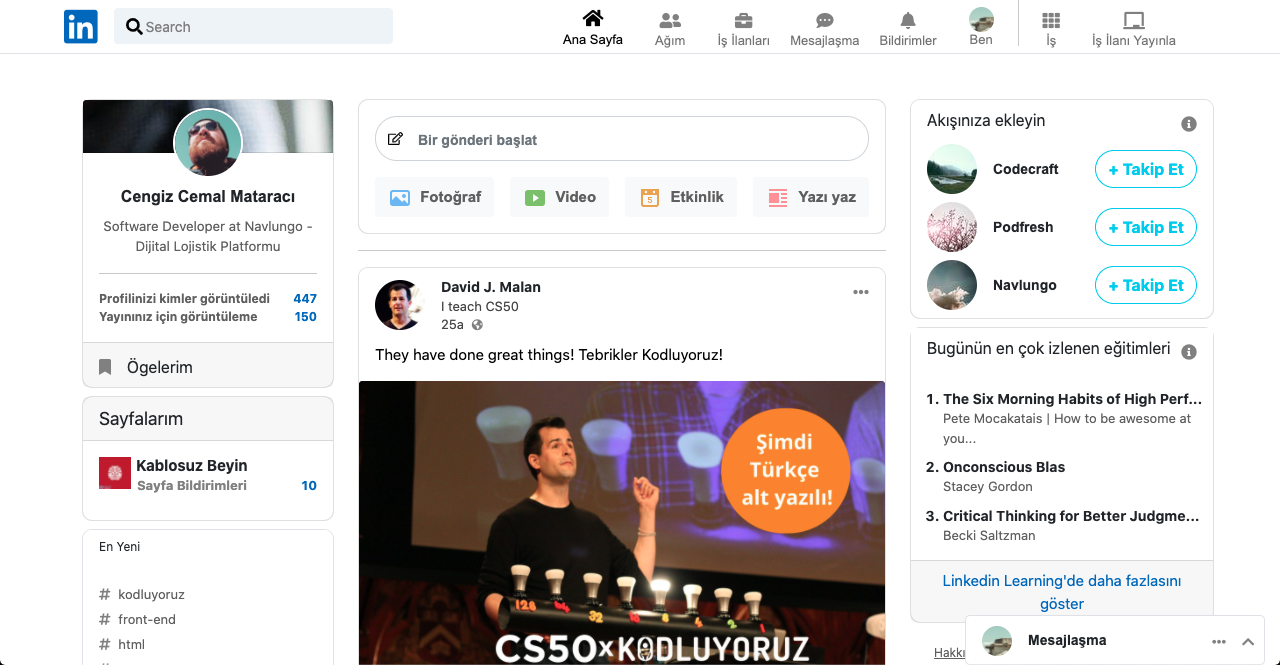 in
Search
Ana Sayfa
Ağım
İş İlanları
Mesajlaşma
Bildirimler
Ben
İş
İş İlanı Yayınla
Cengiz Cemal Mataracı
Software Developer at Navlungo -
Dijital Lojistik Platformu
Profilinizi kimler görüntüledi 447
Yayınınız için görüntüleme 150
Ögelerim
Sayfalarım
Kablosuz Beyin
Sayfa Bildirimleri 10
En Yeni
# kodluyoruz
# front-end
# html
Bir gönderi başlat
Fotoğraf
Video
5
Etkinlik
Yazı yaz
David J. Malan
I teach CS50
25a
They have done great things! Tebrikler Kodluyoruz!
Şimdi
Türkçe
alt yazılı!
128 64 32 16 8 4 2 1
CS50xKODLUYORUZ
Akışınıza ekleyin
Codecraft
+ Takip Et
Podfresh
+ Takip Et
Navlungo
+ Takip Et
Bugünün en çok izlenen eğitimleri
1. The Six Morning Habits of High Perf...
Pete Mocakatais | How to be awesome at
you...
2. Onconscious Blas
Stacey Gordon
3. Critical Thinking for Better Judgme...
Becki Saltzman
Linkedin Learning'de daha fazlasını
göster
Hakkı
Mesajlaşma